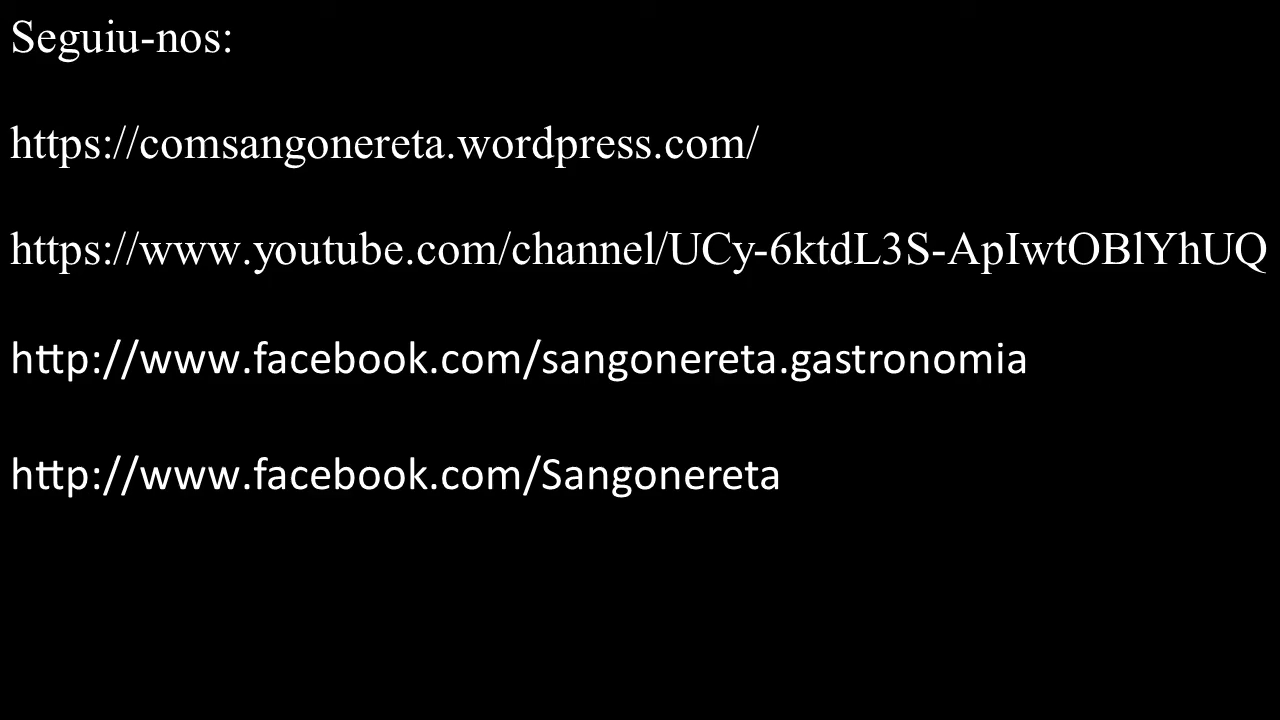 Seguiu-nos:
https://comsangonereta.wordpress.com/
https://www.youtube.com/channel/UCy-6ktdL3S-ApIwtOBlYhUQ
http://www.facebook.com/sangonereta.gastronomia
http://www.facebook.com/Sangonereta